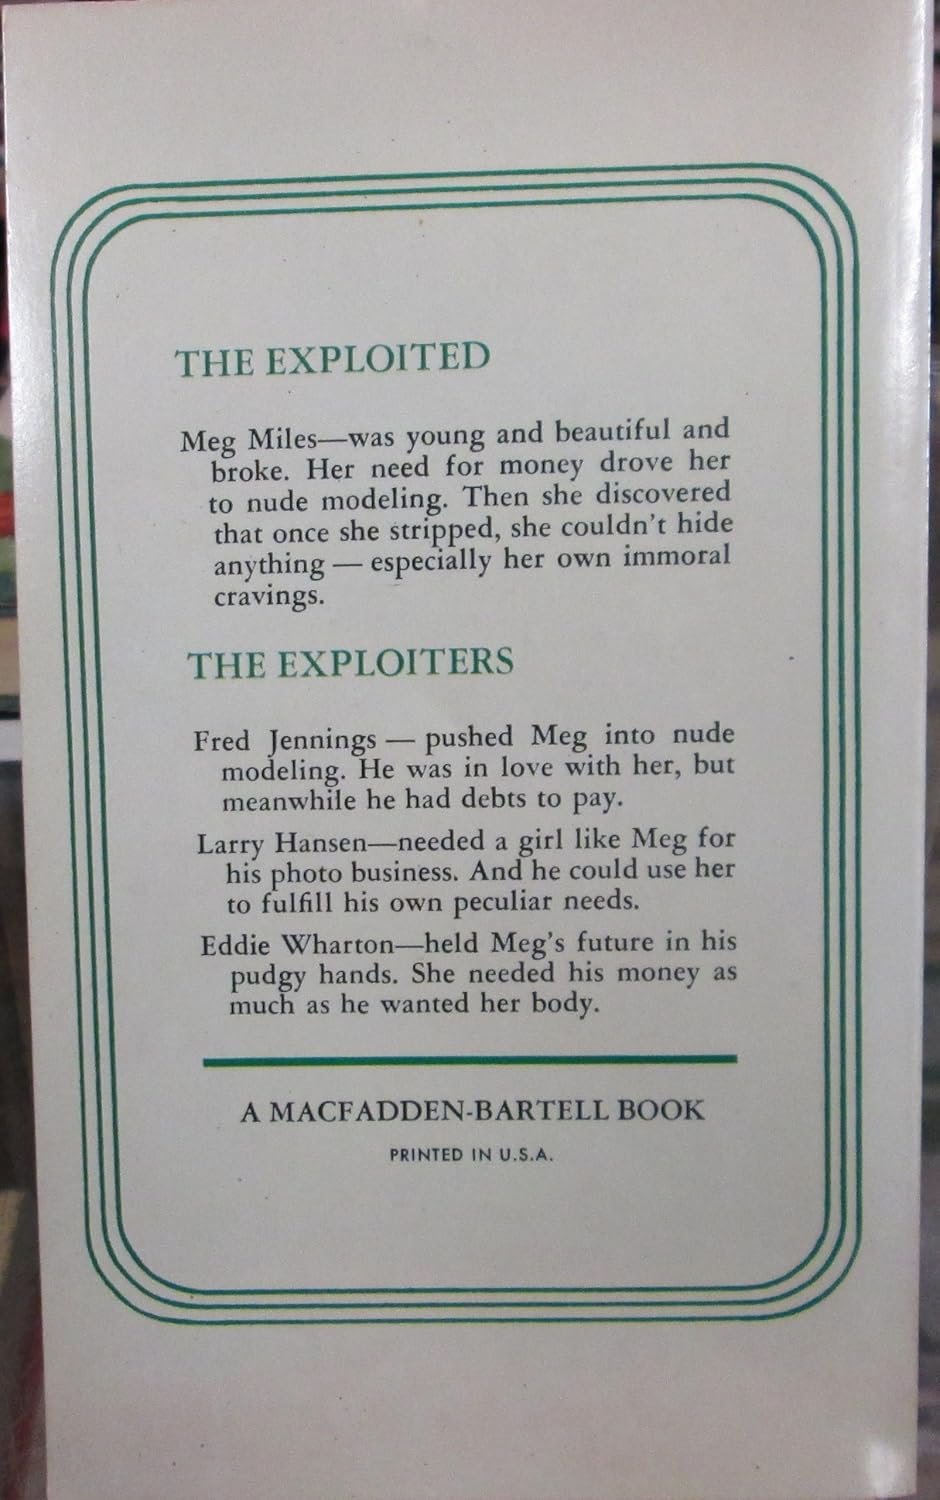 THE EXPLOITED
Meg Miles—was young and beautiful and
broke. Her need for money drove her
to nude modeling. Then she discovered
that once she stripped, she couldn't hide
anything — especially her own immoral
cravings.
THE EXPLOITERS
Fred Jennings — pushed Meg into nude
modeling. He was in love with her, but
meanwhile he had debts to pay.
Larry Hansen—needed a girl like Meg for
his photo business. And he could use her
to fulfill his own peculiar needs.
Eddie Wharton—held Meg's future in his
pudgy hands. She needed his money as
much as he wanted her body.
A MACFADDEN-BARTELL BOOK
PRINTED IN U.S.A.